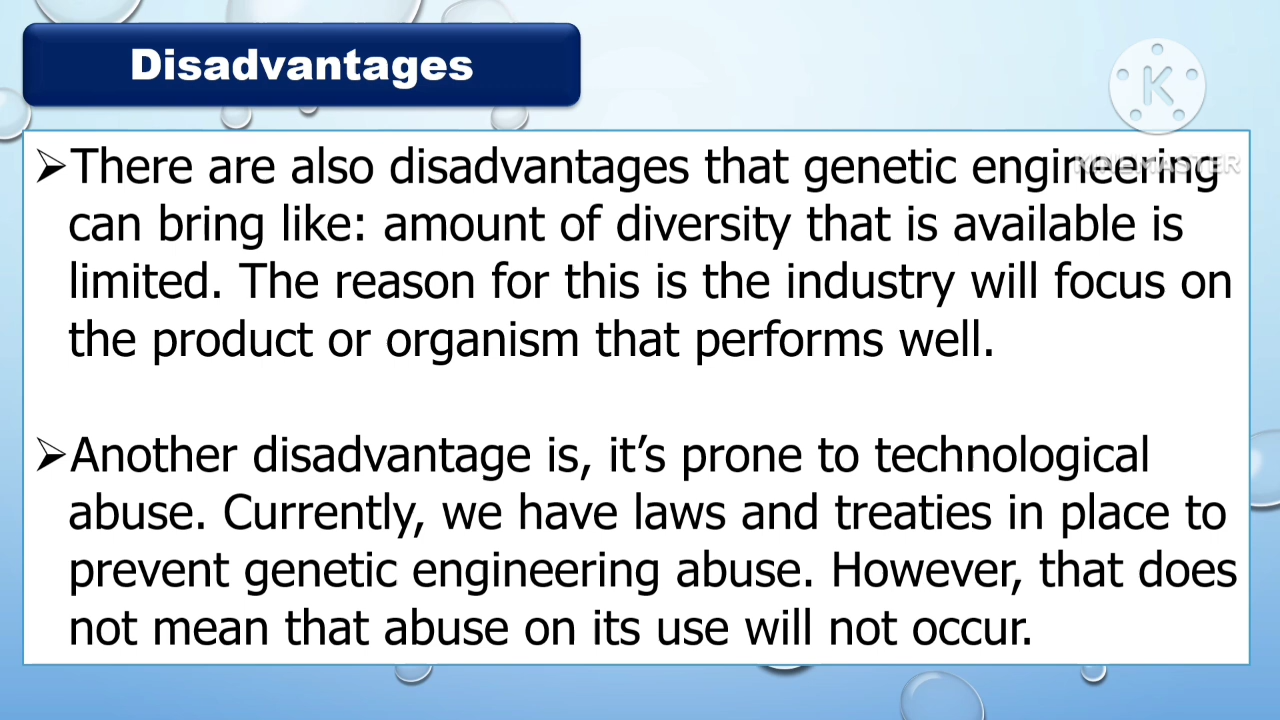 Disadvantages
K
KINEMASTER
➢There are also disadvantages that genetic engineering
can bring like: amount of diversity that is available is
limited. The reason for this is the industry will focus on
the product or organism that performs well.
➢Another disadvantage is, it’s prone to technological
abuse. Currently, we have laws and treaties in place to
prevent genetic engineering abuse. However, that does
not mean that abuse on its use will not occur.